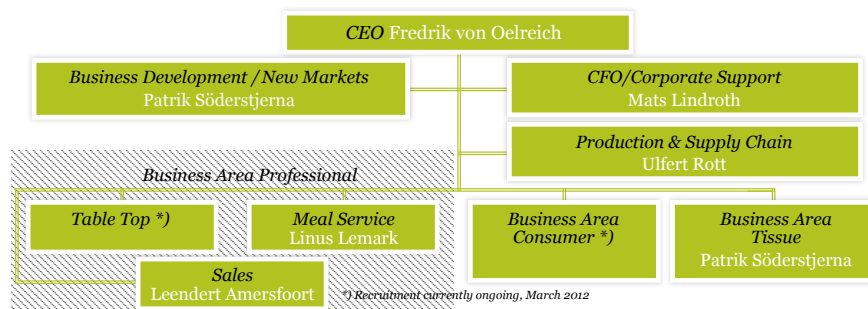 CEO Fredrik von Oelreich
Business Development / New Markets
Patrik Söderstjerna
CFO/Corporate Support
Mats Lindroth
Production & Supply Chain
Ulfert Rott
Business Area Professional
Table Top *)
Meal Service
Linus Lemark
Business Area
Consumer *)
Business Area
Tissue
Patrik Söderstjerna
Sales
Leendert Amersfoort
*) Recruitment currently ongoing, March 2012